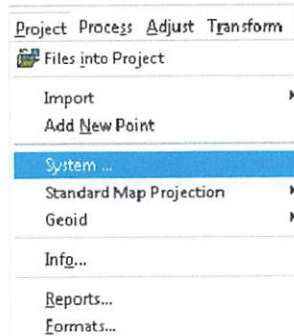 Project Process Adjust Transform
Files into Project
Import
Add New Point
System ...
Standard Map Projection
Geoid
Info...
Reports...
Formats...